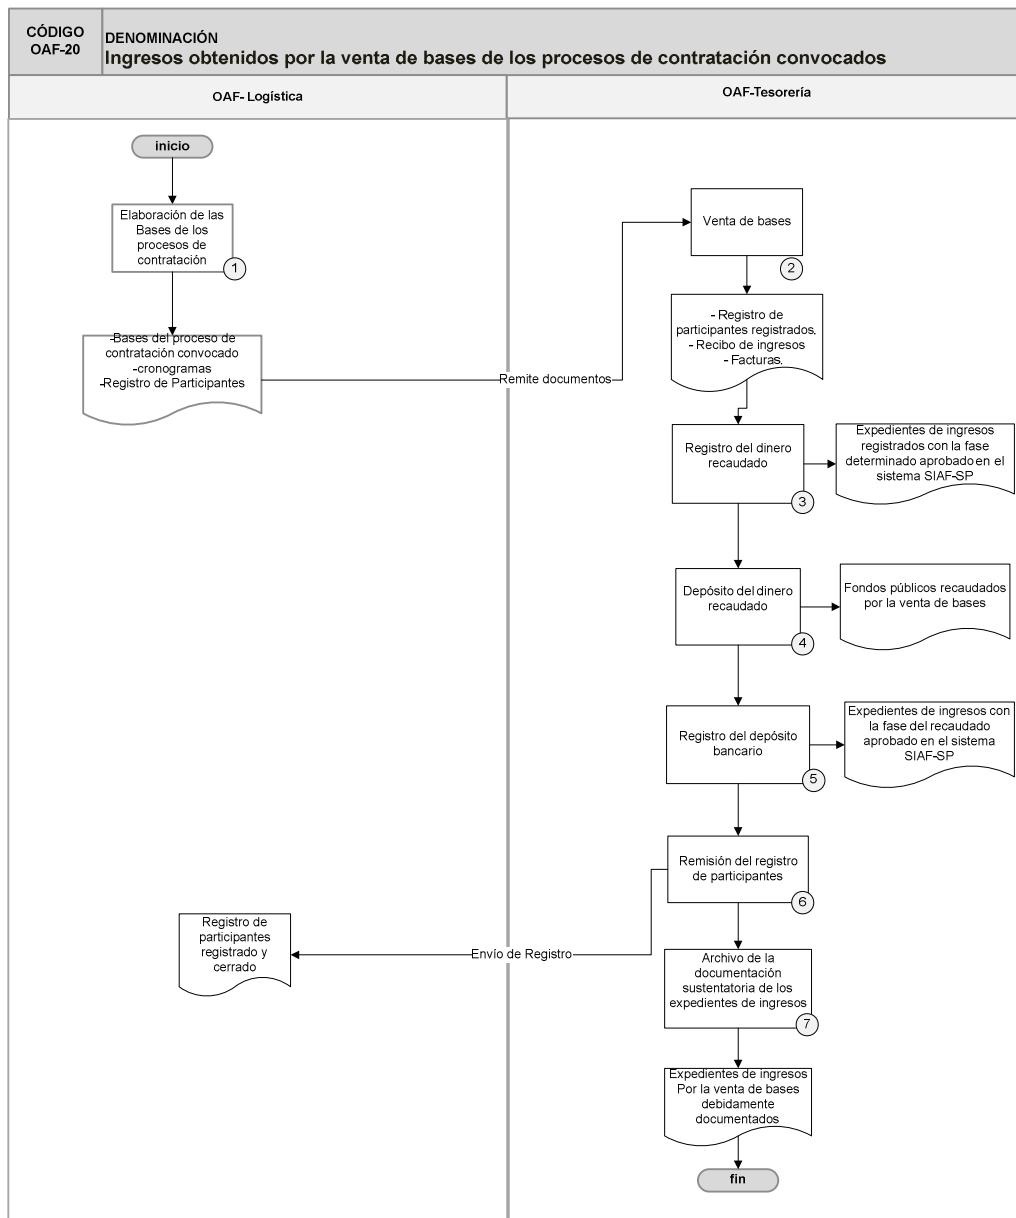 CÓDIGO
OAF-20
DENOMINACIÓN
Ingresos obtenidos por la venta de bases de los procesos de contratación convocados
OAF- Logística
OAF-Tesorería
inicio
Elaboración de las
Bases de los
procesos de
contratación
1
-Bases del proceso de
contratación convocado
-cronogramas
-Registro de Participantes
Remite documentos
Venta de bases
2
- Registro de
participantes registrados,
- Recibo de ingresos
- Facturas,
Registro del dinero
recaudado
3
Expedientes de ingresos
registrados con la fase
determinado aprobado en el
sistema SIAF-SP
Depósito del dinero
recaudado
4
Fondos públicos recaudados
por la venta de bases
Registro del depósito
bancario
5
Expedientes de ingresos con
la fase del recaudado
aprobado en el sistema
SIAF-SP
Remisión del registro
de participantes
6
Envío de Registro
Registro de
participantes
registrado y
cerrado
Archivo de la
documentación
sustentatoria de los
expedientes de ingresos
7
Expedientes de ingresos
Por la venta de bases
debidamente
documentados
fin